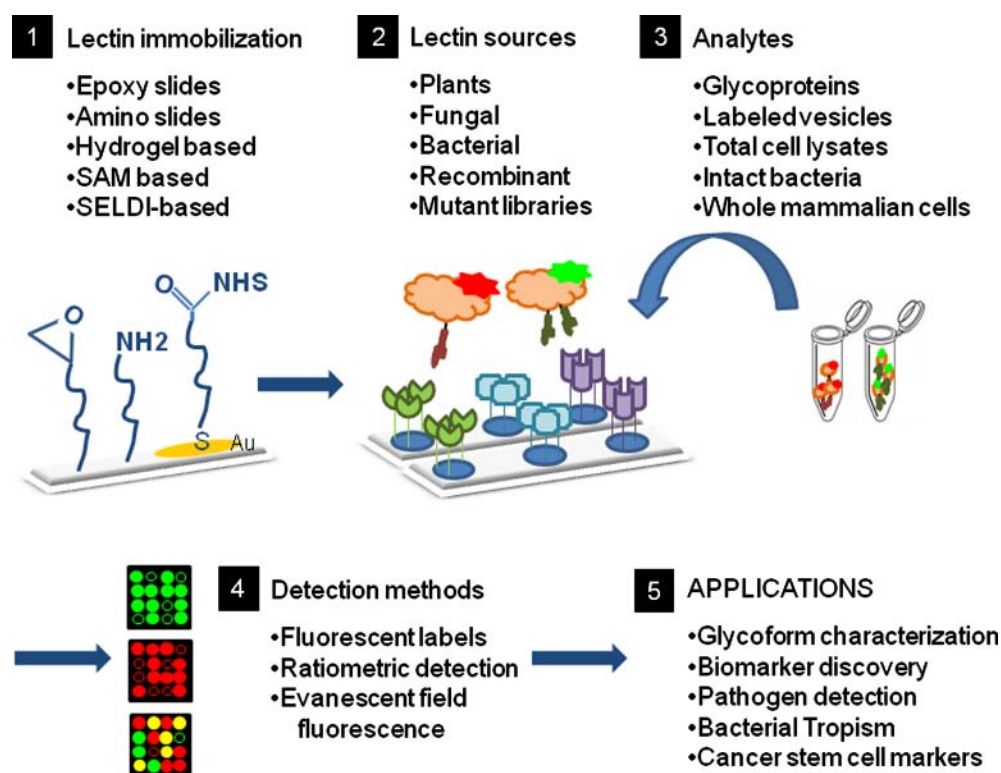 1 Lectin immobilization
•Epoxy slides
•Amino slides
•Hydrogel based
•SAM based
•SELDI-based
2 Lectin sources
•Plants
•Fungal
•Bacterial
•Recombinant
•Mutant libraries
3 Analytes
•Glycoproteins
•Labeled vesicles
•Total cell lysates
•Intact bacteria
•Whole mammalian cells
O
NH2
O
NHS
S
Au
4 Detection methods
•Fluorescent labels
•Ratiometric detection
•Evanescent field
fluorescence
5 APPLICATIONS
•Glycoform characterization
•Biomarker discovery
•Pathogen detection
•Bacterial Tropism
•Cancer stem cell markers